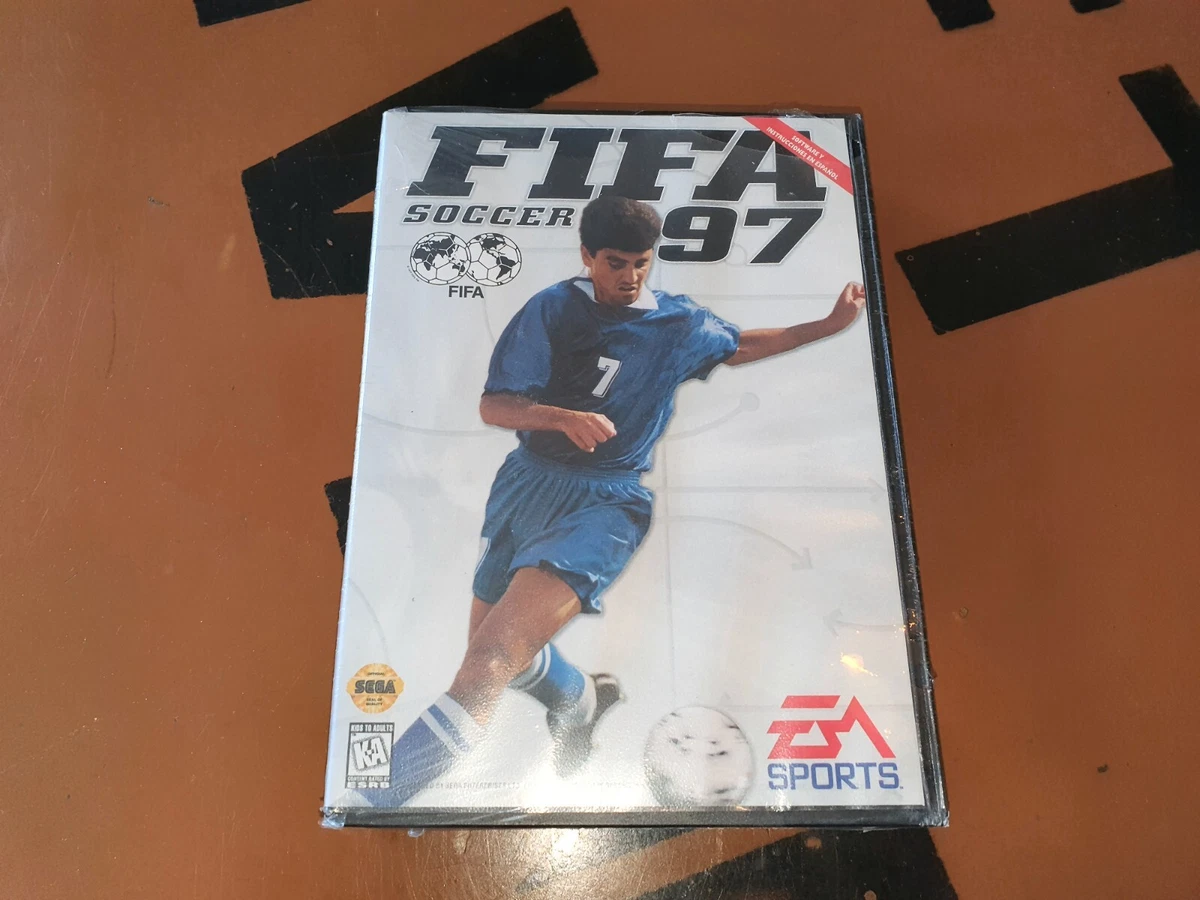 FIFA
SOFTWARE Y
INSTRUCCIONES EN ESPAÑOL
SOCCER 97
FIFA
7
SEGA
KIDS TO ADULTS
KA
CONTENT RATED BY
ESRB
EA
SPORTS